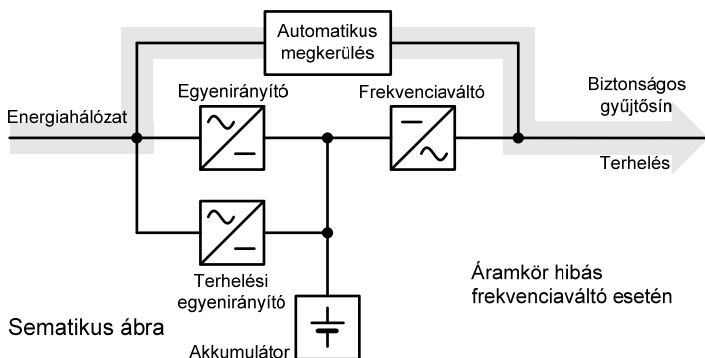 Automatikus
megkerülés
Egyenirányító
Frekvenciaváltó
Energiahálózat
Biztonságos
gyűjtősín
Terhelés
Terhelési
egyenirányító
Áramkör hibás
frekvenciaváltó esetén
Sematikus ábra
Akkumulátor